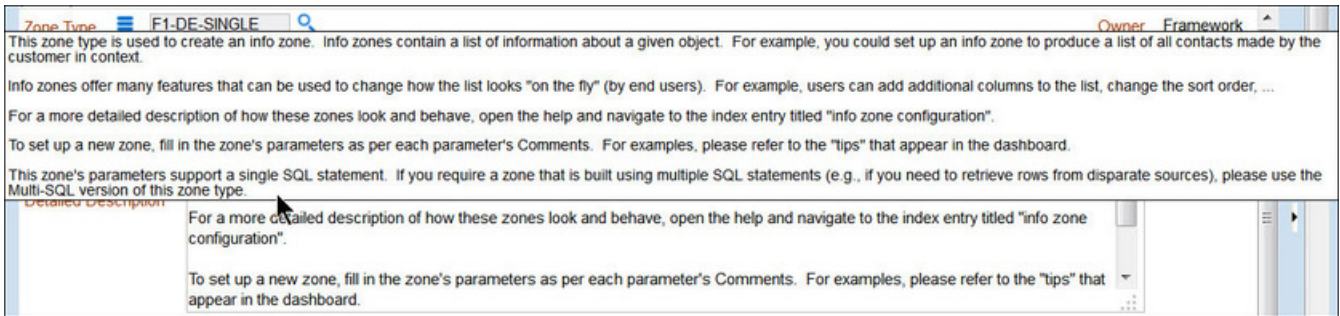 Zone Type F1-DE-SINGLE Owner Framework
This zone type is used to create an info zone.  Info zones contain a list of information about a given object.  For example, you could set up an info zone to produce a list of all contacts made by the
customer in context.
Info zones offer many features that can be used to change how the list looks "on the fly" (by end users).  For example, users can add additional columns to the list, change the sort order, ...
For a more detailed description of how these zones look and behave, open the help and navigate to the index entry titled "info zone configuration".
To set up a new zone, fill in the zone's parameters as per each parameter's Comments.  For examples, please refer to the "tips" that appear in the dashboard.
This zone's parameters support a single SQL statement.  If you require a zone that is built using multiple SQL statements (e.g., if you need to retrieve rows from disparate sources), please use the
Multi-SQL version of this zone type.
Detailed Description
For a more detailed description of how these zones look and behave, open the help and navigate to the index entry titled "info zone
configuration".
To set up a new zone, fill in the zone's parameters as per each parameter's Comments.  For examples, please refer to the "tips" that
appear in the dashboard.